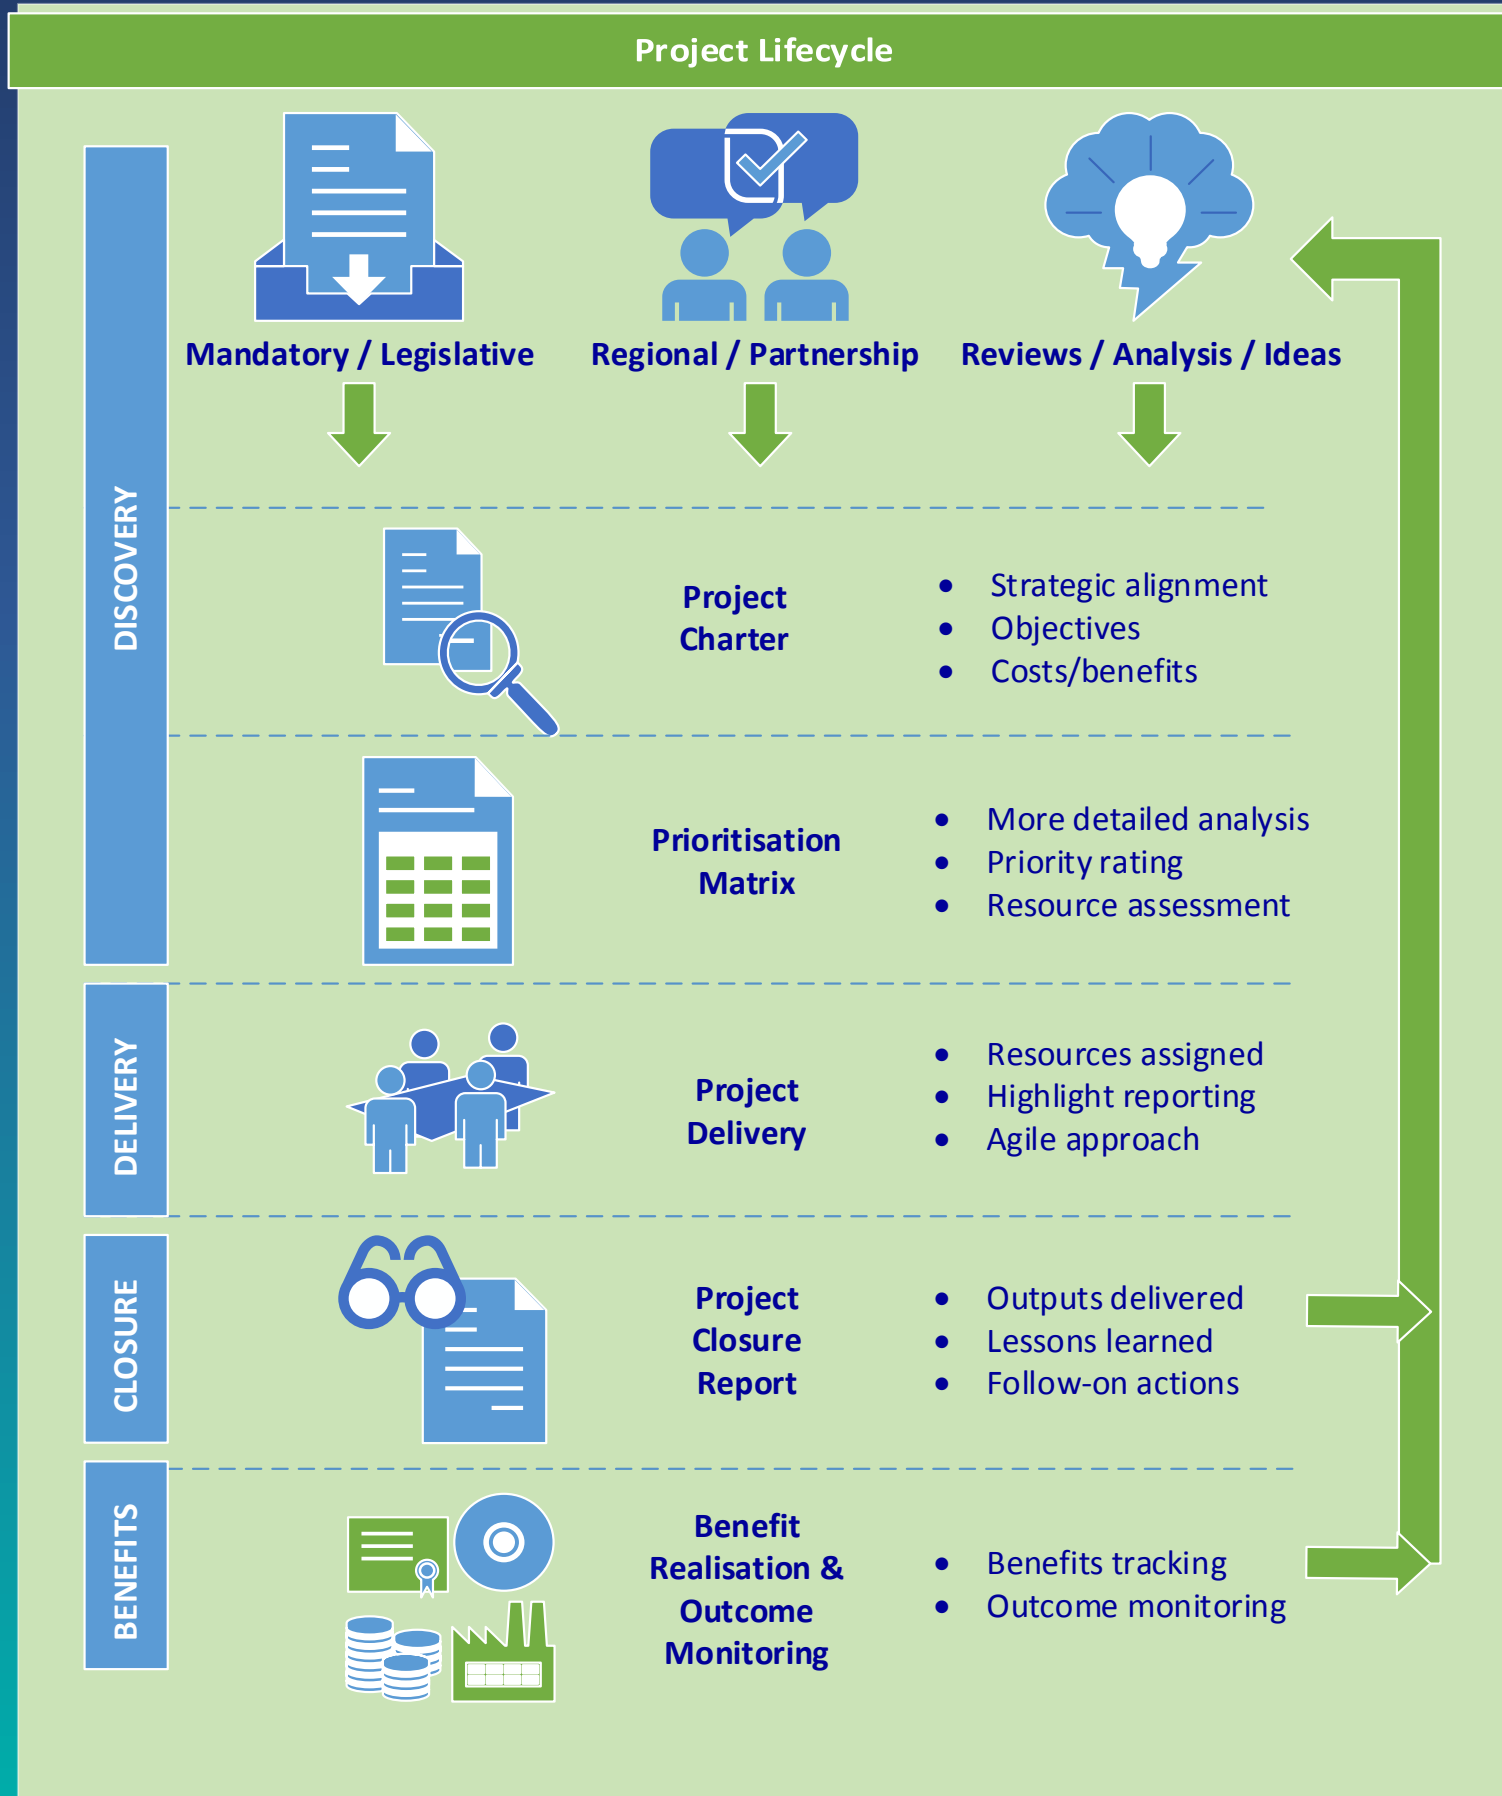 Project Lifecycle
DISCOVERY
Mandatory / Legislative
Regional / Partnership
Reviews / Analysis / Ideas
Project
Charter
• Strategic alignment
• Objectives
• Costs/benefits
Prioritisation
Matrix
• More detailed analysis
• Priority rating
• Resource assessment
DELIVERY
Project
Delivery
• Resources assigned
• Highlight reporting
• Agile approach
CLOSURE
Project
Closure
Report
• Outputs delivered
• Lessons learned
• Follow-on actions
BENEFITS
Benefit
Realisation &
Outcome
Monitoring
• Benefits tracking
• Outcome monitoring